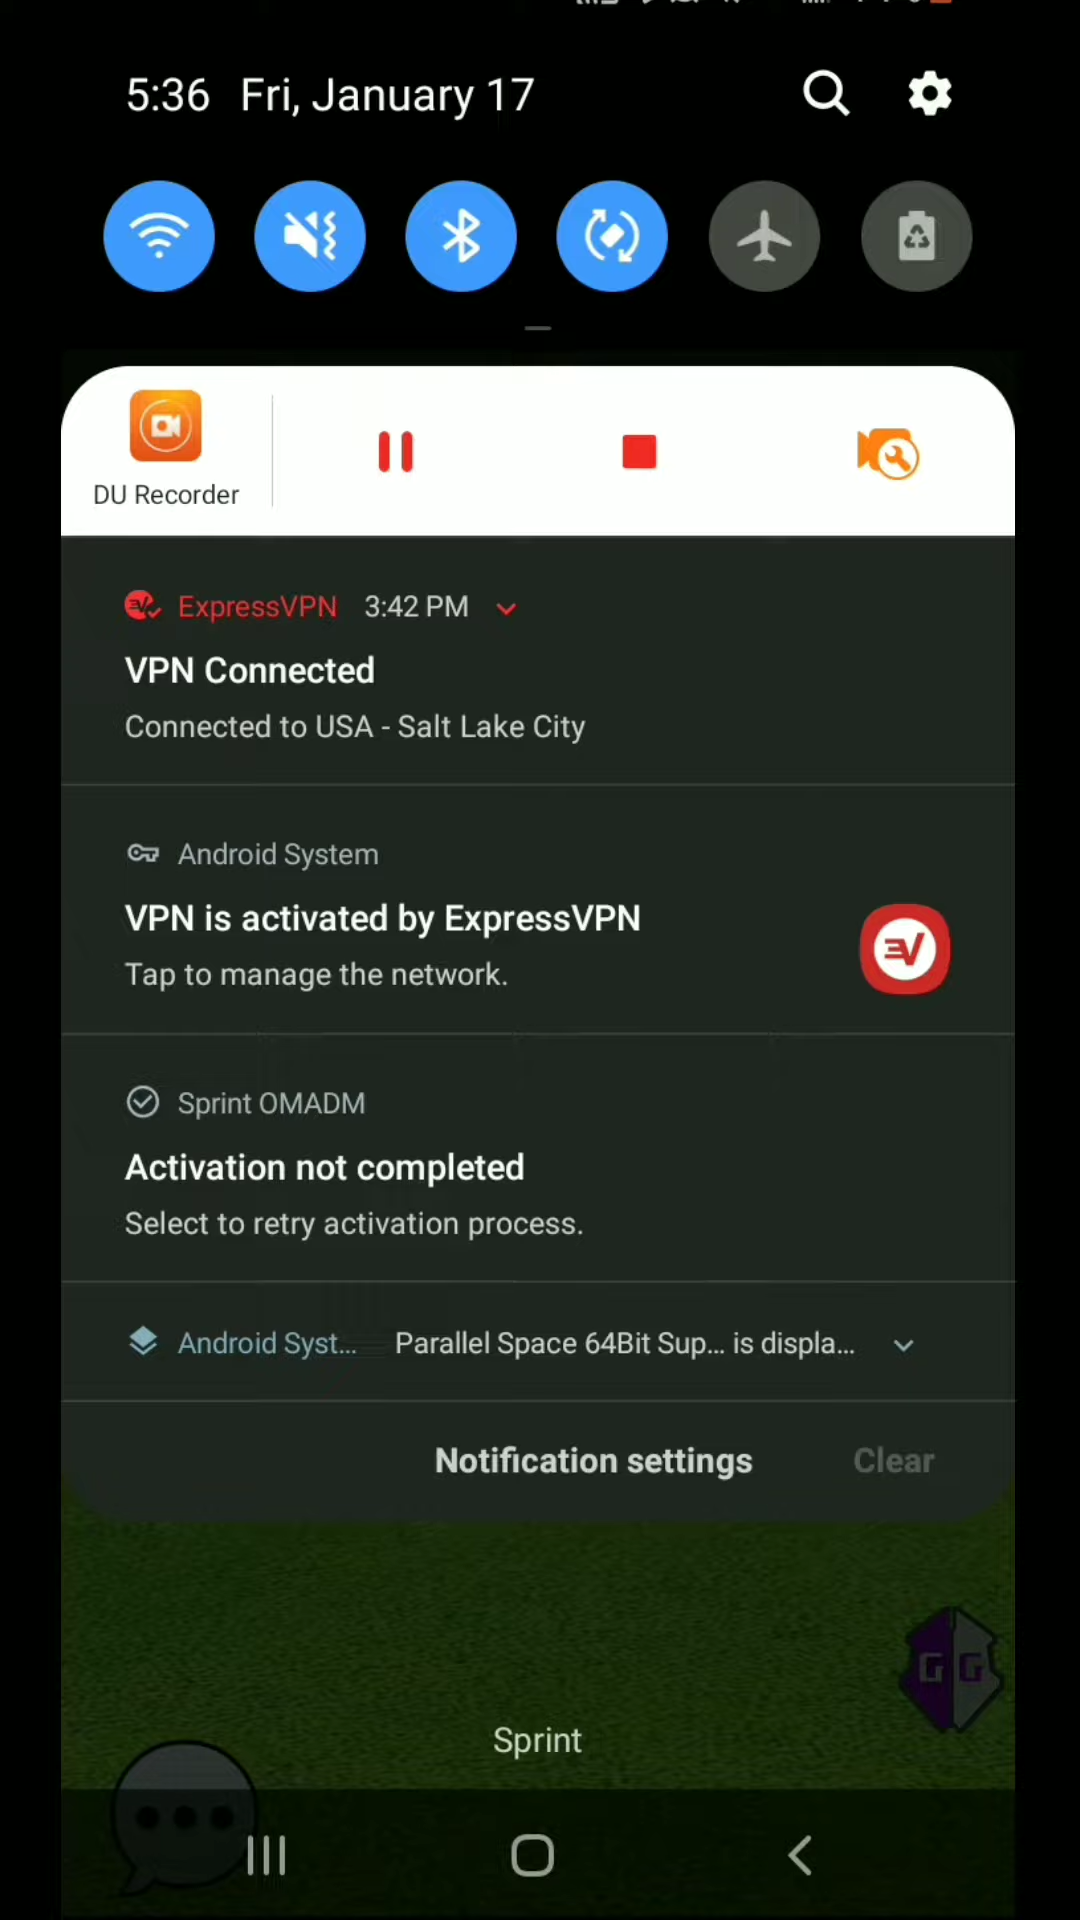 5:36 Fri, January 17
DU Recorder
ExpressVPN 3:42 PM
VPN Connected
Connected to USA - Salt Lake City
Android System
VPN is activated by ExpressVPN
Tap to manage the network.
Sprint OMADM
Activation not completed
Select to retry activation process.
Android Syst... Parallel Space 64Bit Sup... is displa...
Notification settings Clear
G G
Sprint